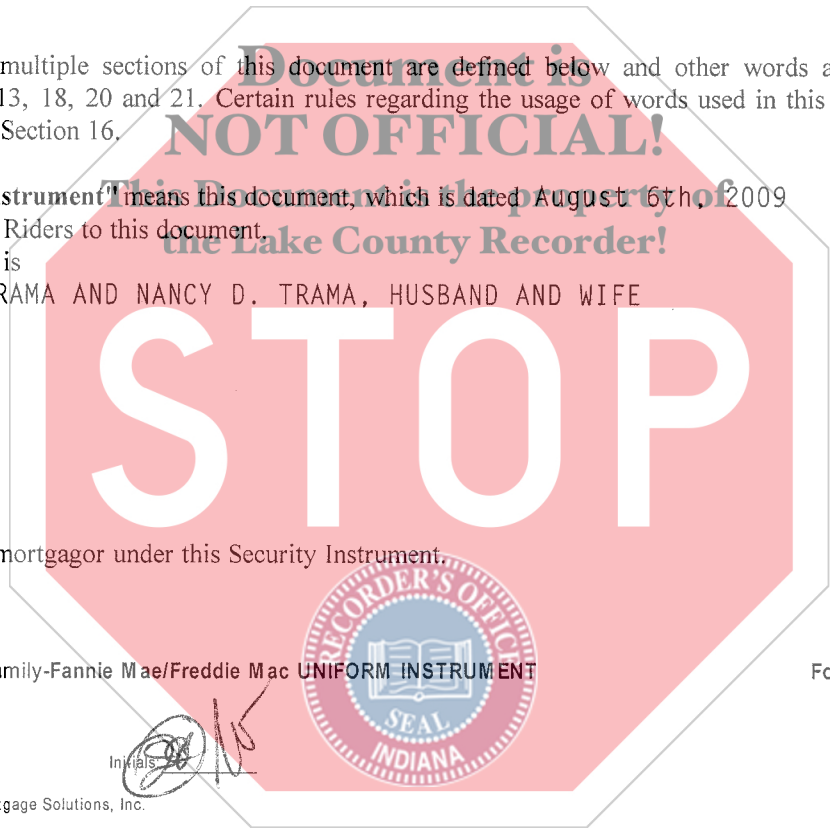 Document is
NOT OFFICIAL!
This Document is the property of
the Lake County Recorder!
STOP
multiple sections of this document are defined below and other words a
13, 18, 20 and 21. Certain rules regarding the usage of words used in this
Section 16.
strument" means this document, which is dated August 6th, 2009
Riders to this document.
is
RAMA AND NANCY D. TRAMA, HUSBAND AND WIFE
mortgagor under this Security Instrument.
RECORDER'S OFFICE
SEAL
INDIANA
amily-Fannie Mae/Freddie Mac UNIFORM INSTRUMENT Fo
Initials:
tgage Solutions, Inc.